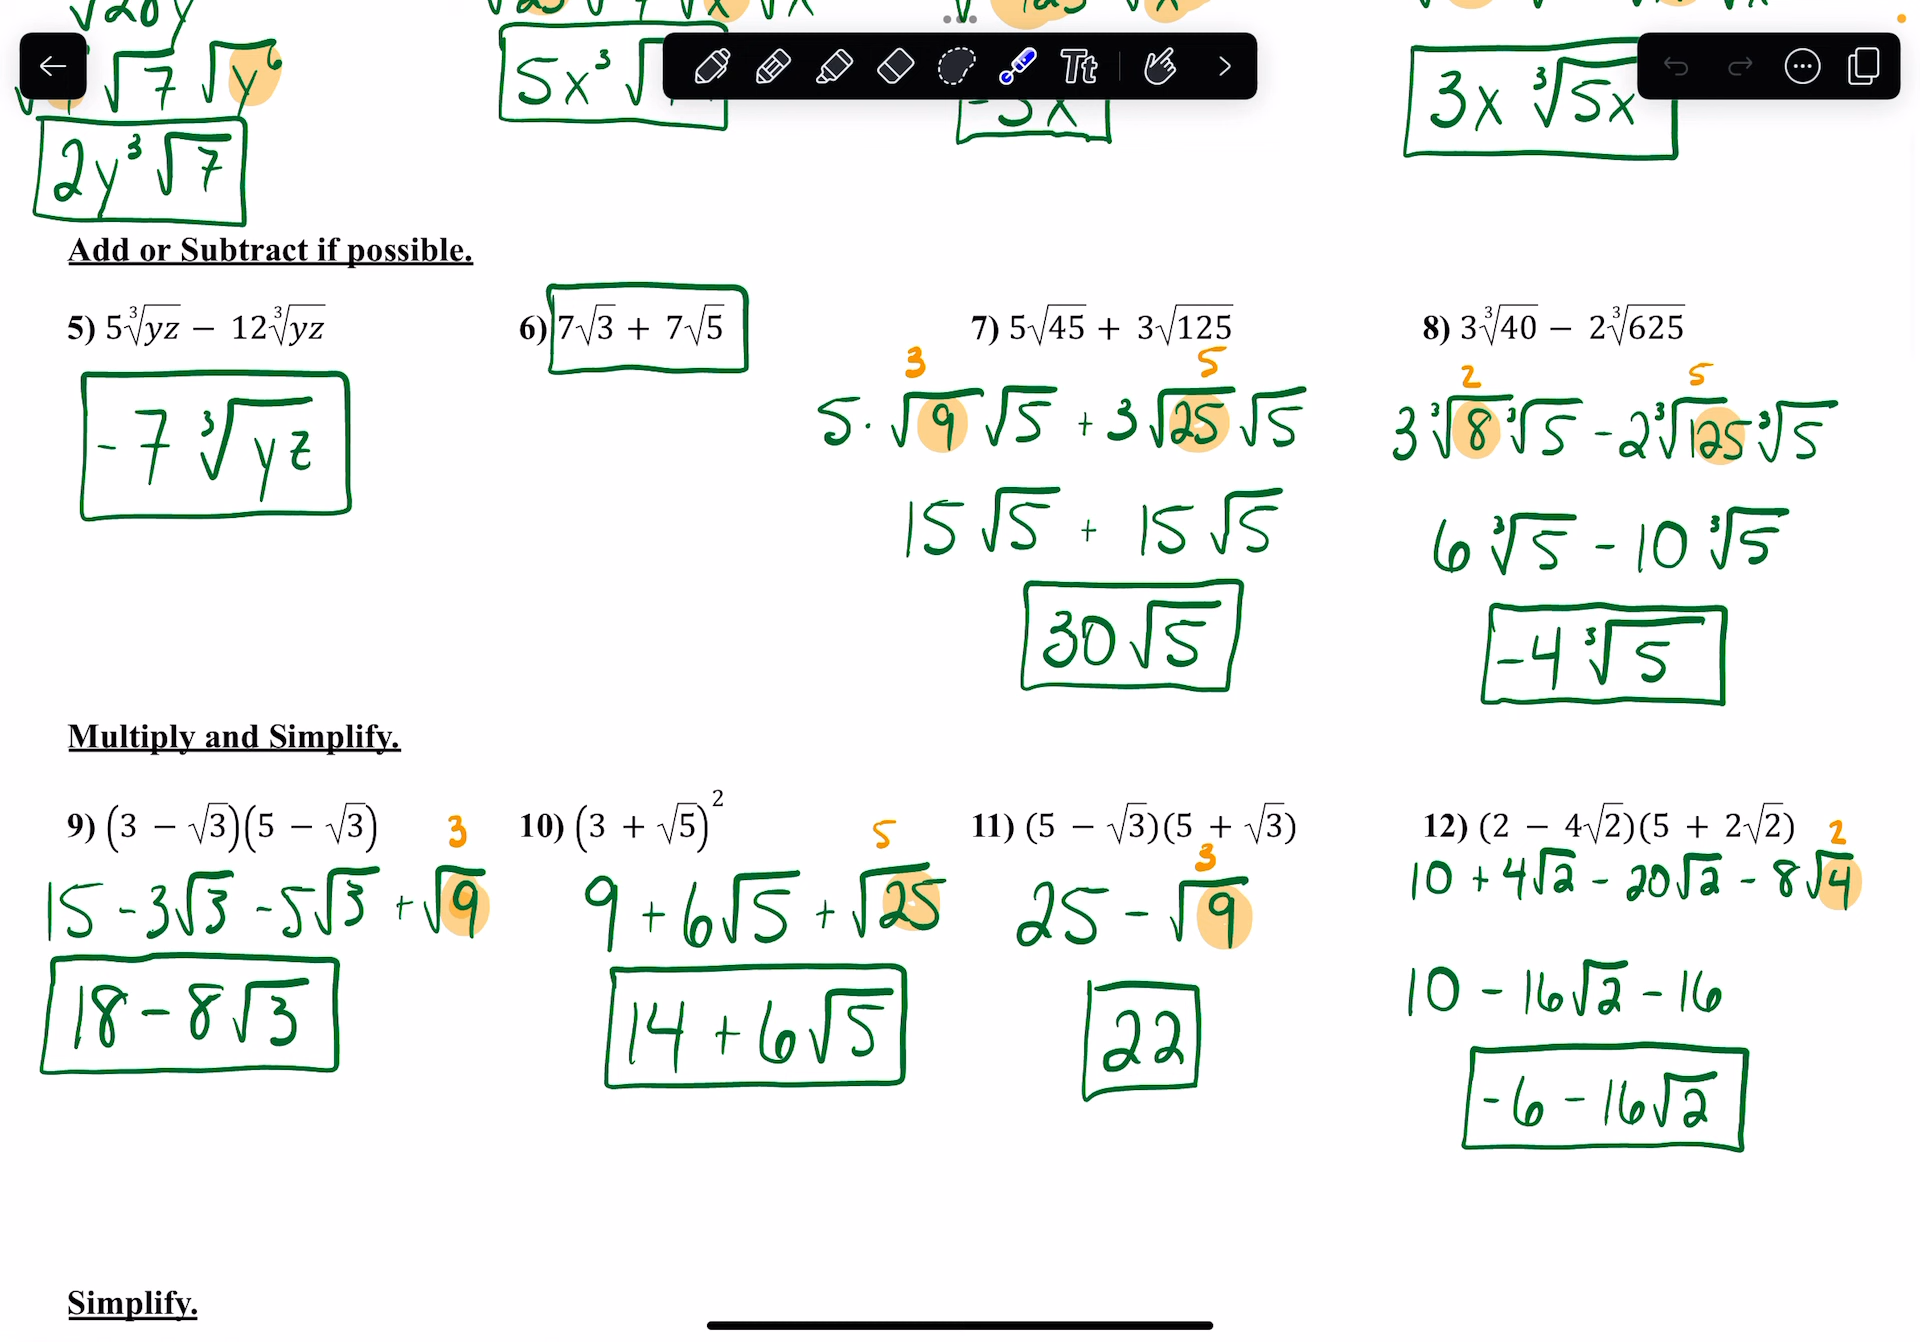 √7 √y⁶
2y³√7
5x³√
3x ∛5x
Tt
Add or Subtract if possible.
5) 5∛yz − 12∛yz
-7∛yz
6) 7√3 + 7√5
7) 5√45 + 3√125
3 5
5·√9 √5 + 3√25 √5
15√5 + 15√5
30√5
8) 3∛40 − 2∛625
2 5
3∛8 ∛5 - 2∛125 ∛5
6∛5 - 10∛5
-4∛5
Multiply and Simplify.
9) (3 − √3)(5 − √3)
3
15 - 3√3 - 5√3 + √9
18 - 8√3
10) (3 + √5)²
5
9 + 6√5 + √25
14 + 6√5
11) (5 − √3)(5 + √3)
3
25 - √9
22
12) (2 − 4√2)(5 + 2√2)
2
10 + 4√2 - 20√2 - 8√4
10 - 16√2 - 16
-6 - 16√2
Simplify.